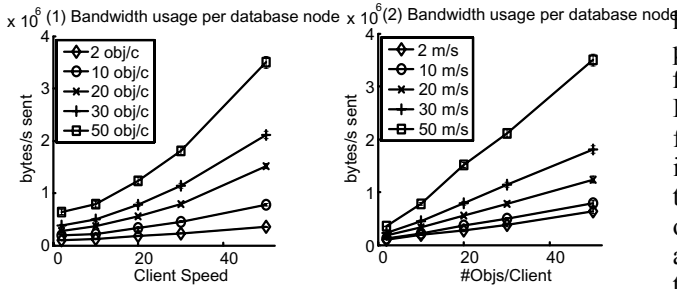 x 10^6 (1) Bandwidth usage per database node
4
3
2
1
0
bytes/s sent
2 obj/c
10 obj/c
20 obj/c
30 obj/c
50 obj/c
0 20 40
Client Speed
x 10^6 (2) Bandwidth usage per database node
4
3
2
1
0
bytes/s sent
2 m/s
10 m/s
20 m/s
30 m/s
50 m/s
0 20 40
#Objs/Client